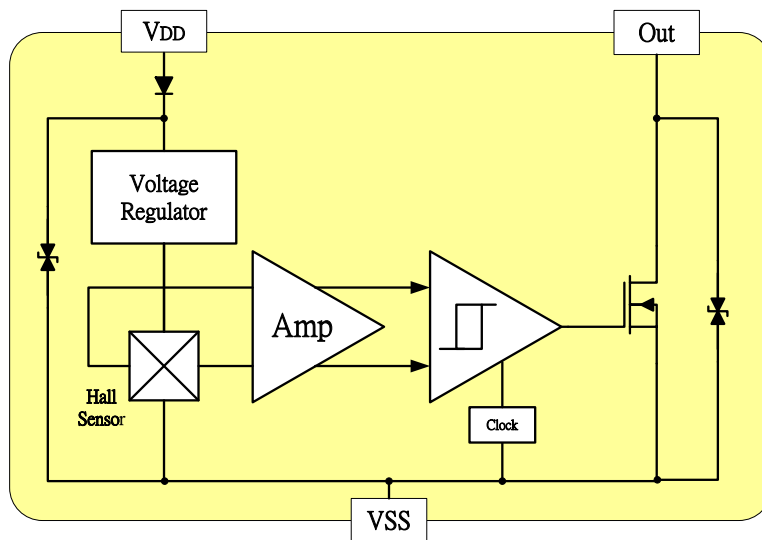 VDD
Out
Voltage
Regulator
Amp
Hall
Sensor
Clock
VSS